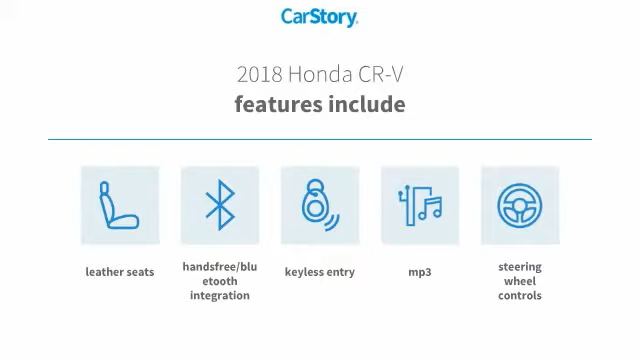 CarStory.
2018 Honda CR-V
features include
leather seats
handsfree/blu
etooth
integration
keyless entry
mp3
steering
wheel
controls